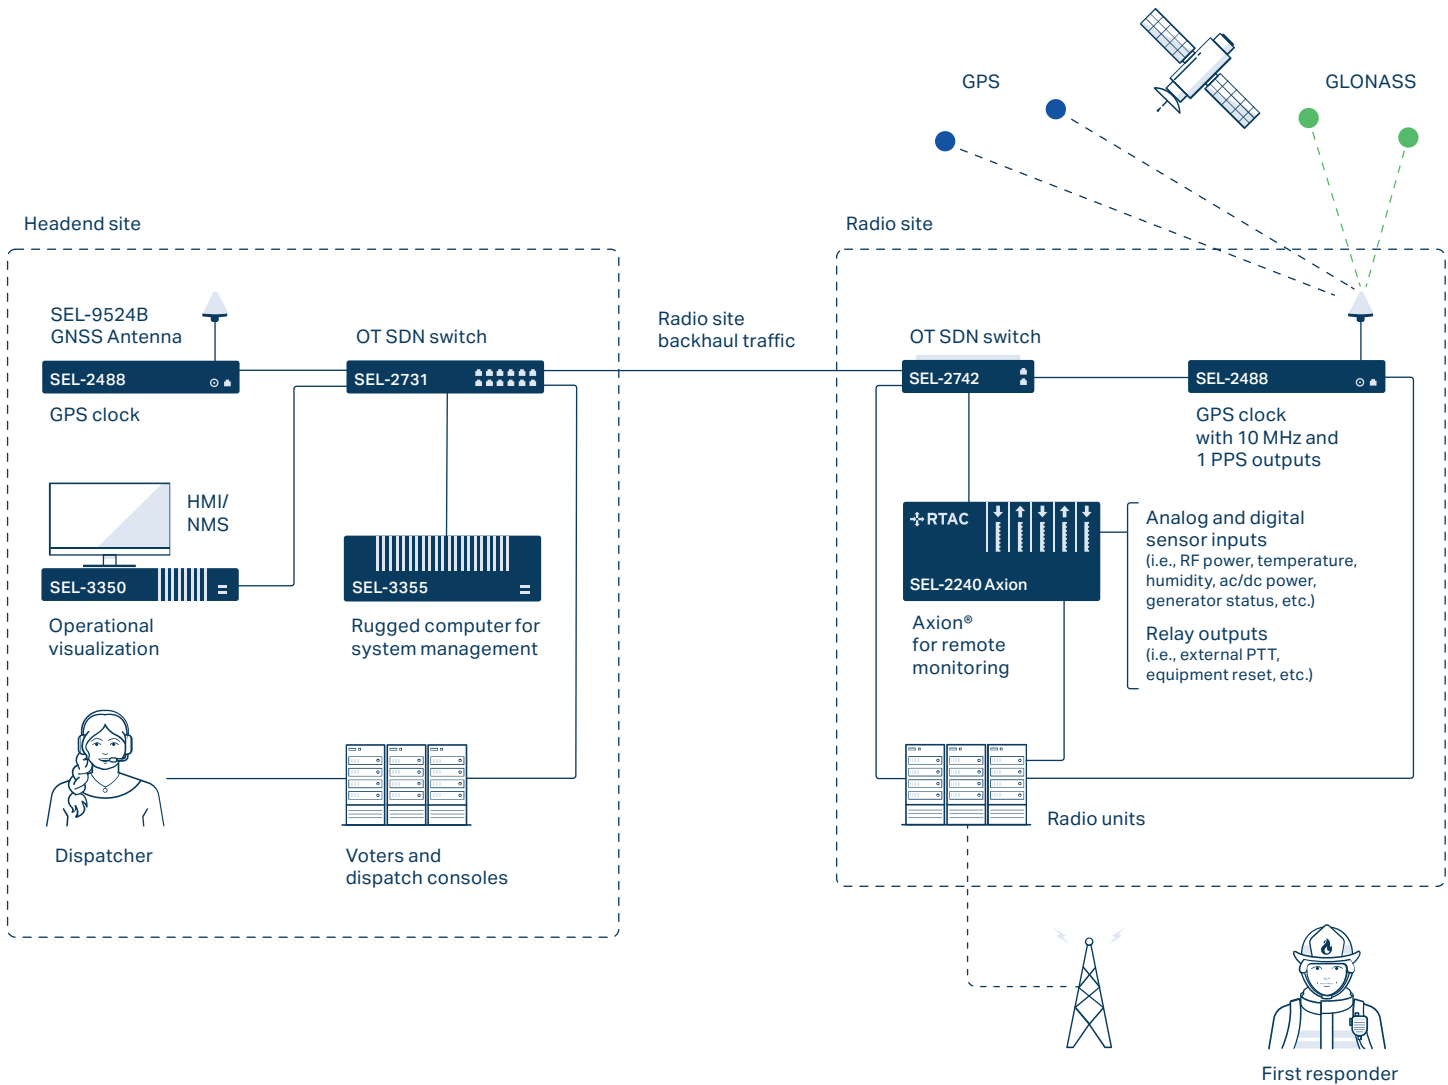 GPS
GLONASS
Headend site
Radio site
SEL-9524B
GNSS Antenna
OT SDN switch
Radio site
backhaul traffic
OT SDN switch
SEL-2488
SEL-2731
SEL-2742
SEL-2488
GPS clock
GPS clock
with 10 MHz and
1 PPS outputs
HMI/
NMS
SEL-3350
Operational
visualization
SEL-3355
Rugged computer for
system management
RTAC
SEL-2240 Axion
Axion®
for remote
monitoring
Analog and digital
sensor inputs
(i.e., RF power, temperature,
humidity, ac/dc power,
generator status, etc.)
Relay outputs
(i.e., external PTT,
equipment reset, etc.)
Dispatcher
Voters and
dispatch consoles
Radio units
First responder